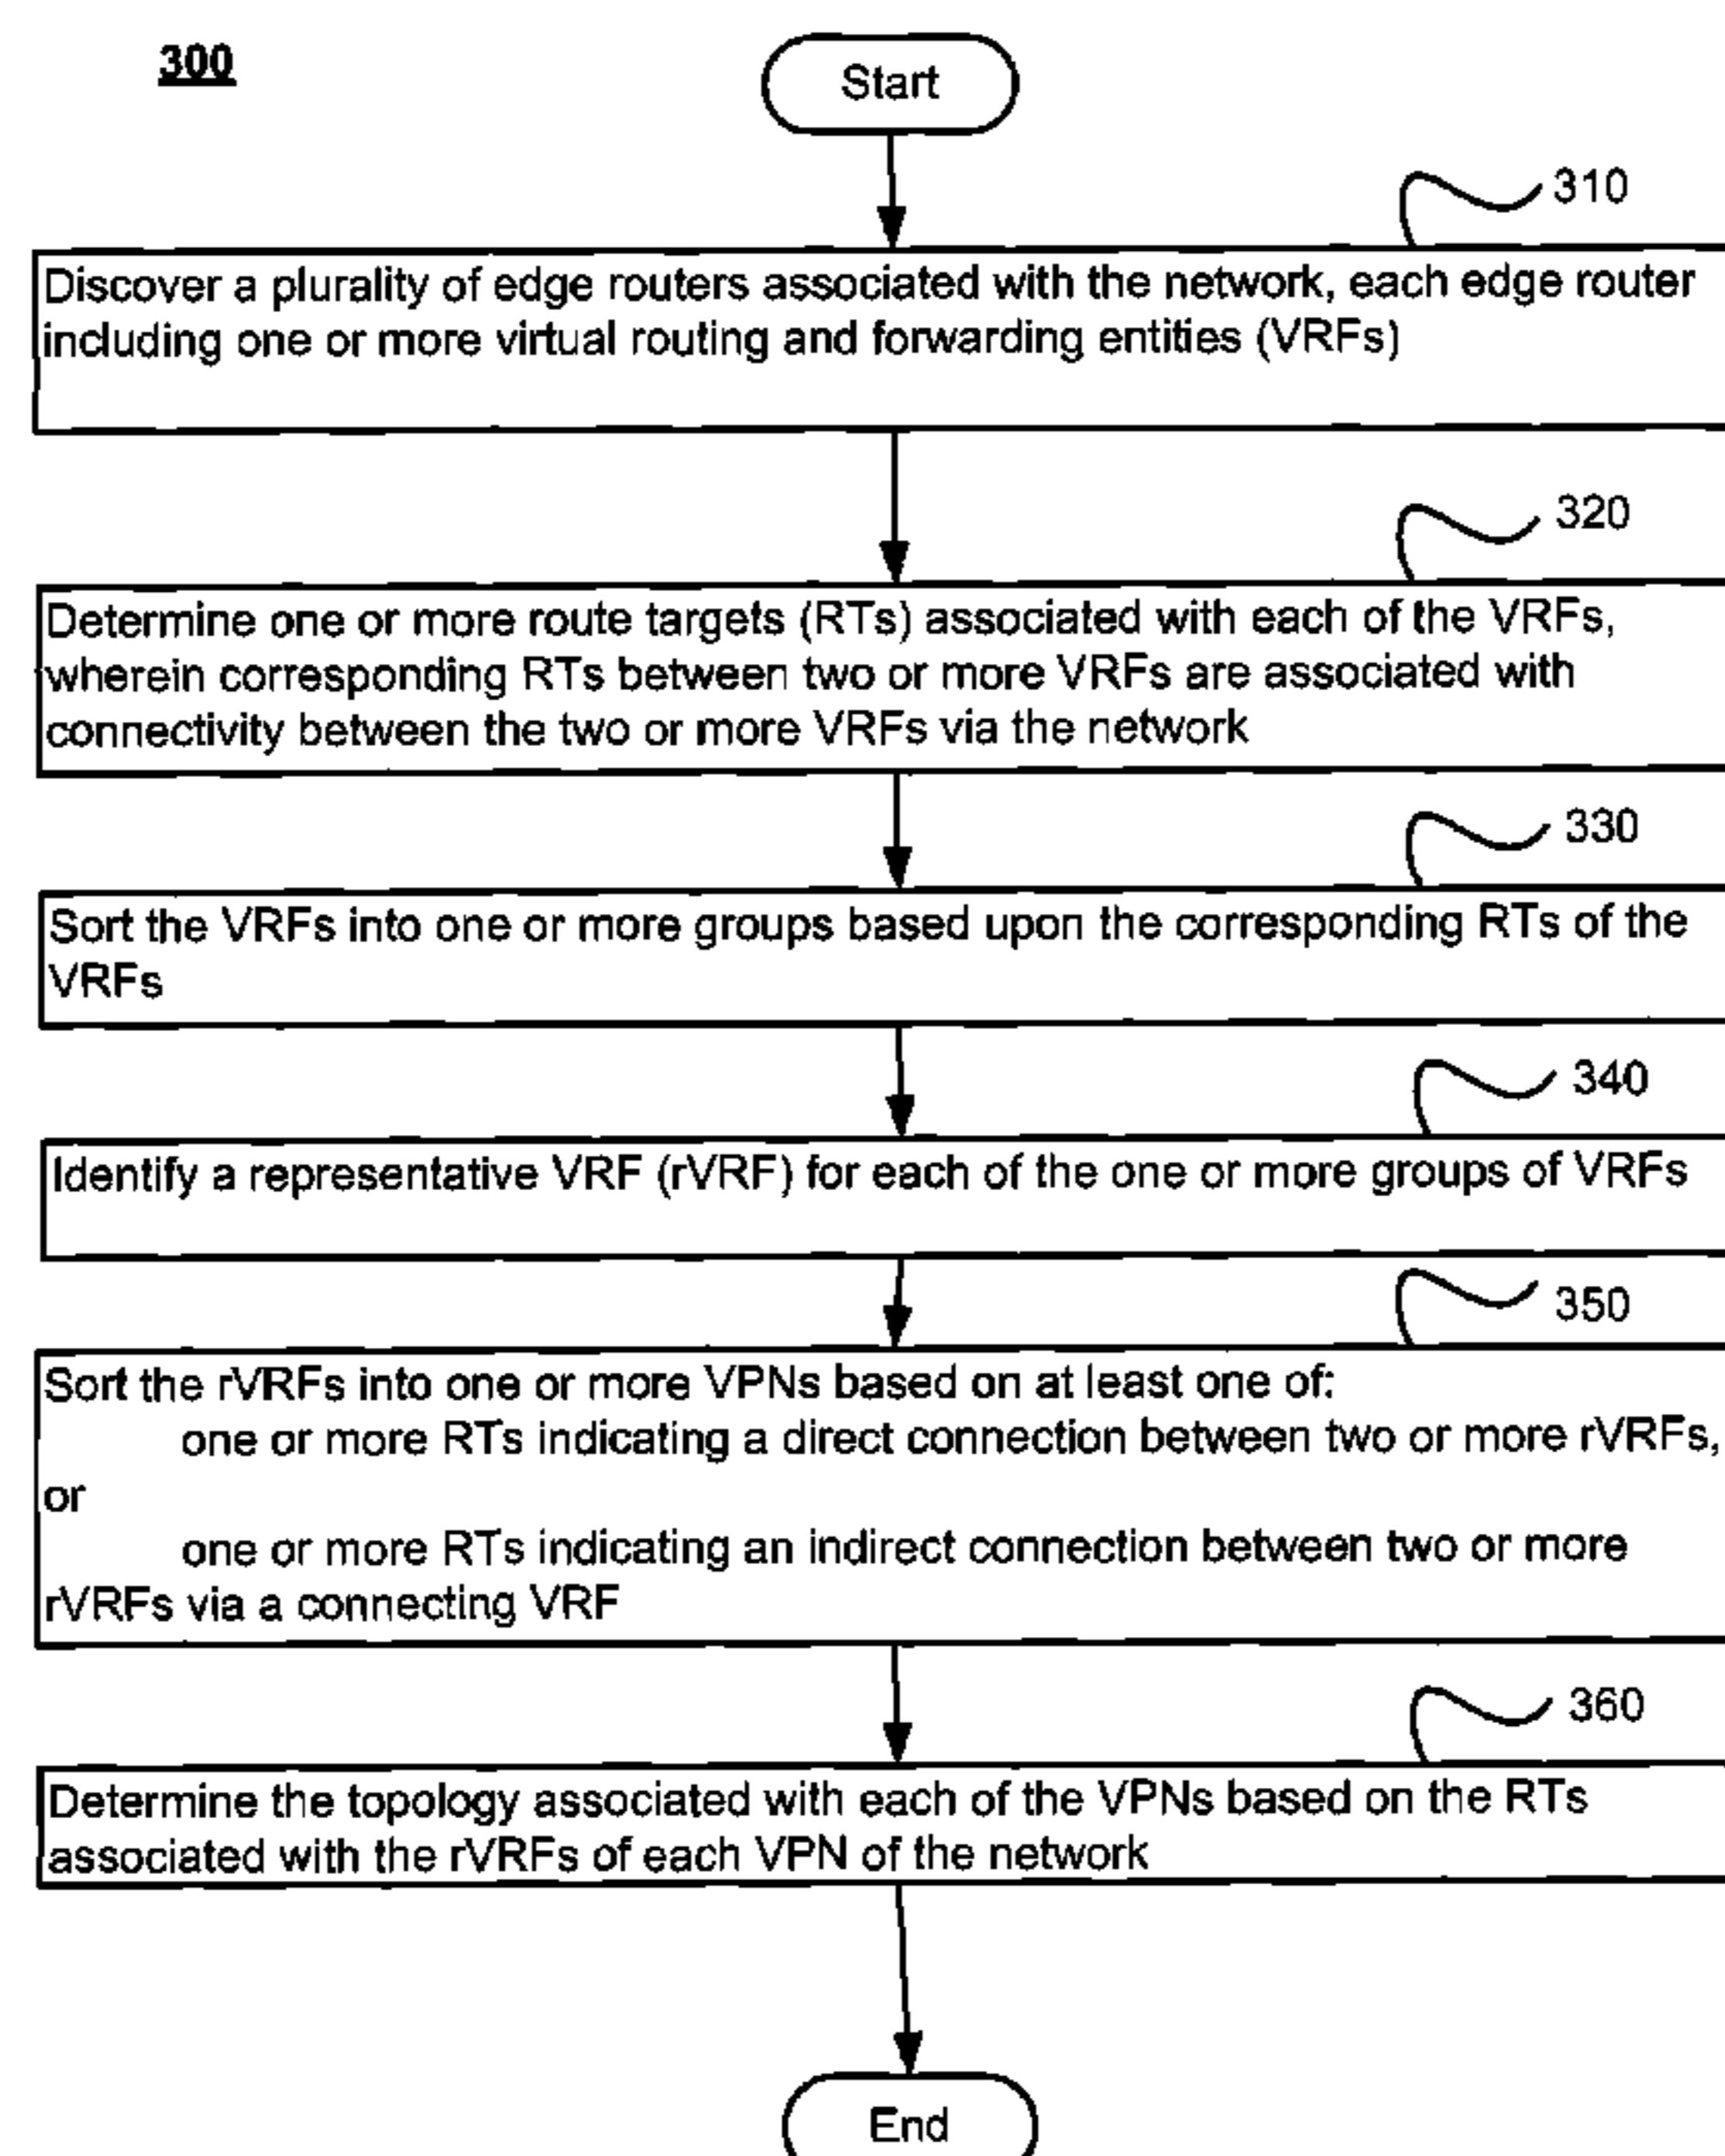 300
Start
310
Discover a plurality of edge routers associated with the network, each edge router
including one or more virtual routing and forwarding entities (VRFs)
320
Determine one or more route targets (RTs) associated with each of the VRFs,
wherein corresponding RTs between two or more VRFs are associated with
connectivity between the two or more VRFs via the network
330
Sort the VRFs into one or more groups based upon the corresponding RTs of the
VRFs
340
Identify a representative VRF (rVRF) for each of the one or more groups of VRFs
350
Sort the rVRFs into one or more VPNs based on at least one of:
one or more RTs indicating a direct connection between two or more rVRFs,
or
one or more RTs indicating an indirect connection between two or more
rVRFs via a connecting VRF
360
Determine the topology associated with each of the VPNs based on the RTs
associated with the rVRFs of each VPN of the network
End